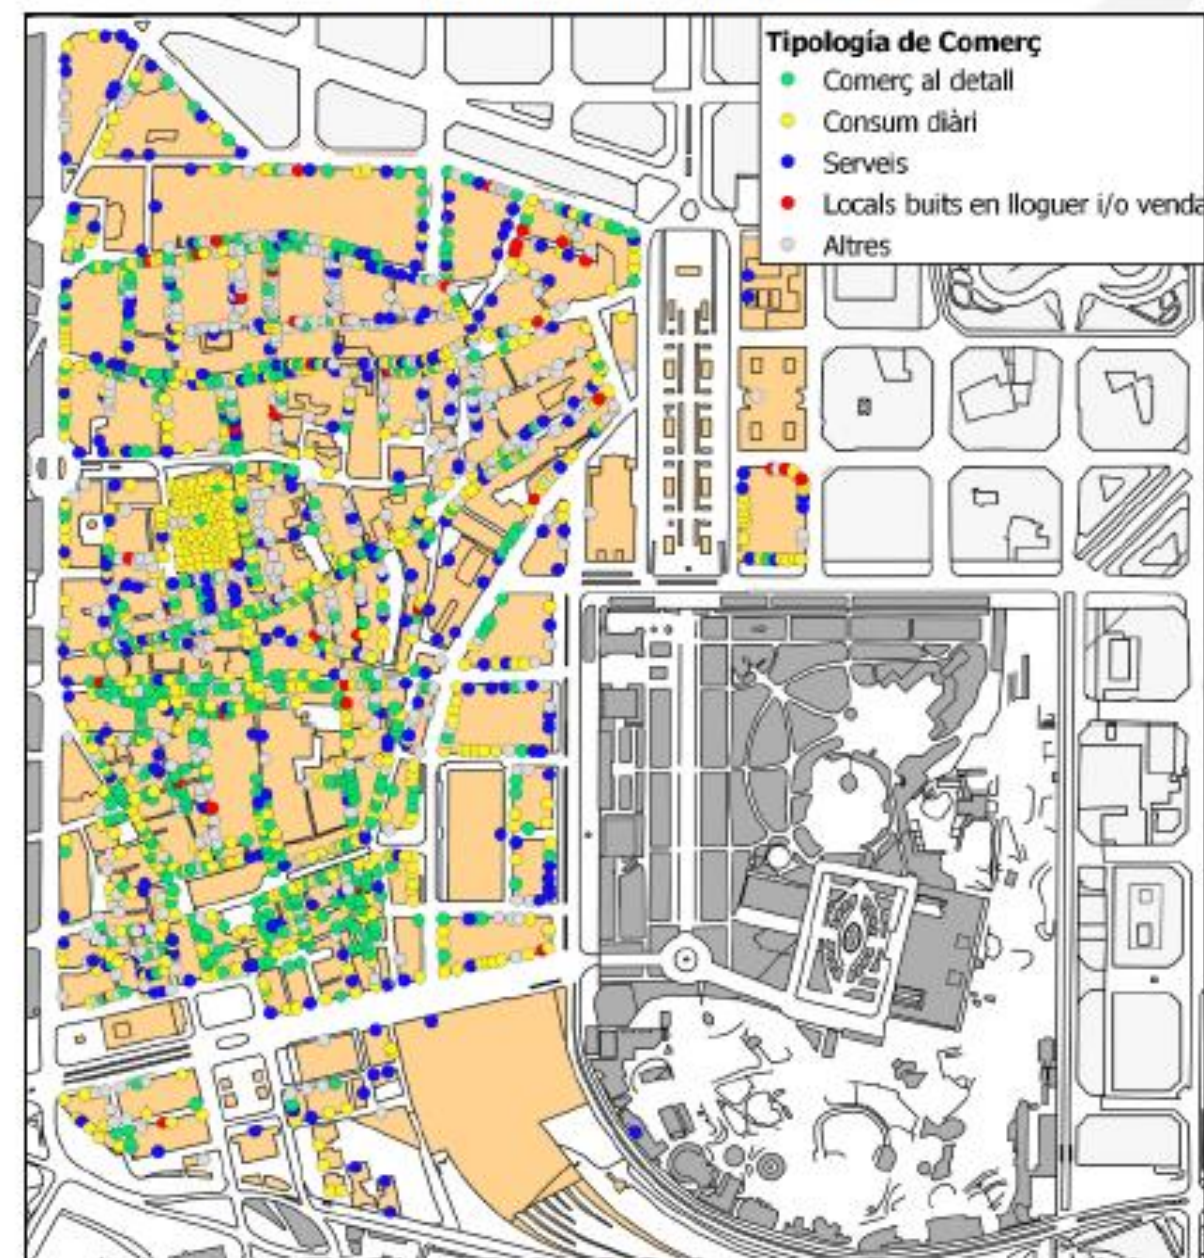 Tipología de Comerç
Comerç al detall
Consum diàri
Serveis
Locals buits en lloguer i/o venda
Altres